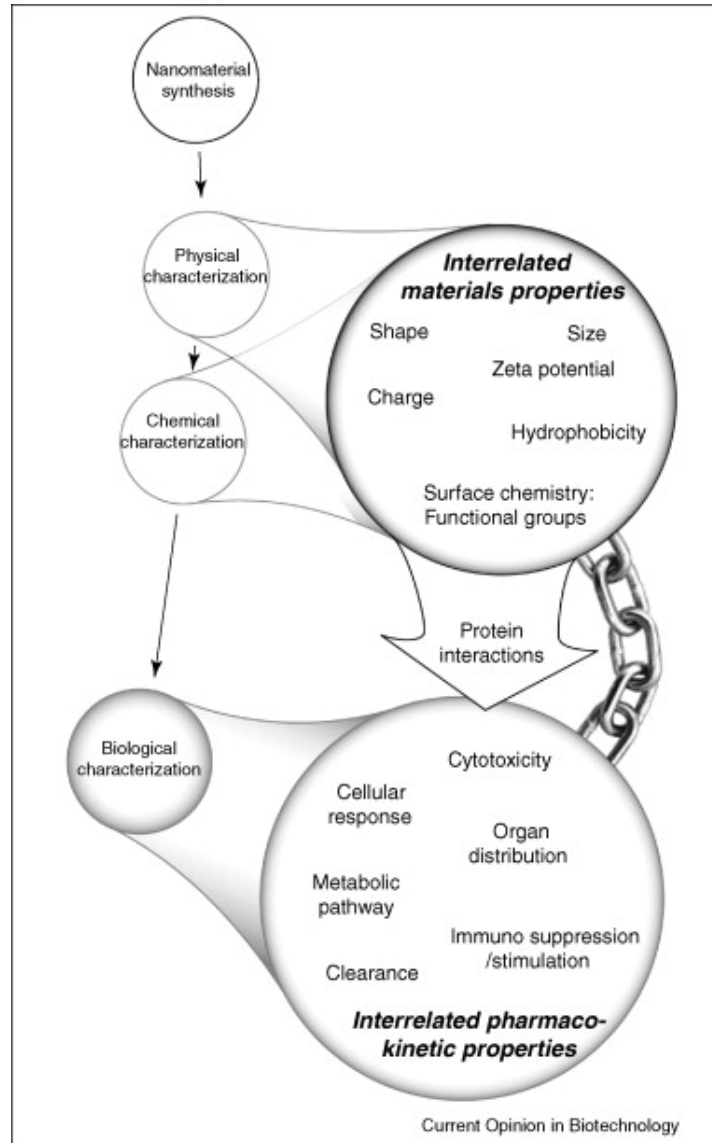 Nanomaterial
synthesis
Physical
characterization
Interrelated
materials properties
Shape
Size
Zeta potential
Charge
Hydrophobicity
Surface chemistry:
Functional groups
Chemical
characterization
Protein
interactions
Biological
characterization
Cytotoxicity
Cellular
response
Organ
distribution
Metabolic
pathway
Immuno suppression
/stimulation
Clearance
Interrelated pharmaco-
kinetic properties
Current Opinion in Biotechnology